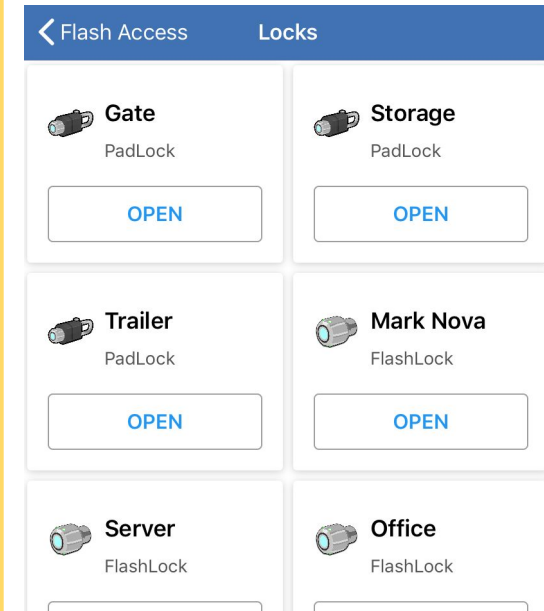 Flash Access Locks
Gate
PadLock
OPEN
Storage
PadLock
OPEN
Trailer
PadLock
OPEN
Mark Nova
FlashLock
OPEN
Server
FlashLock
Office
FlashLock